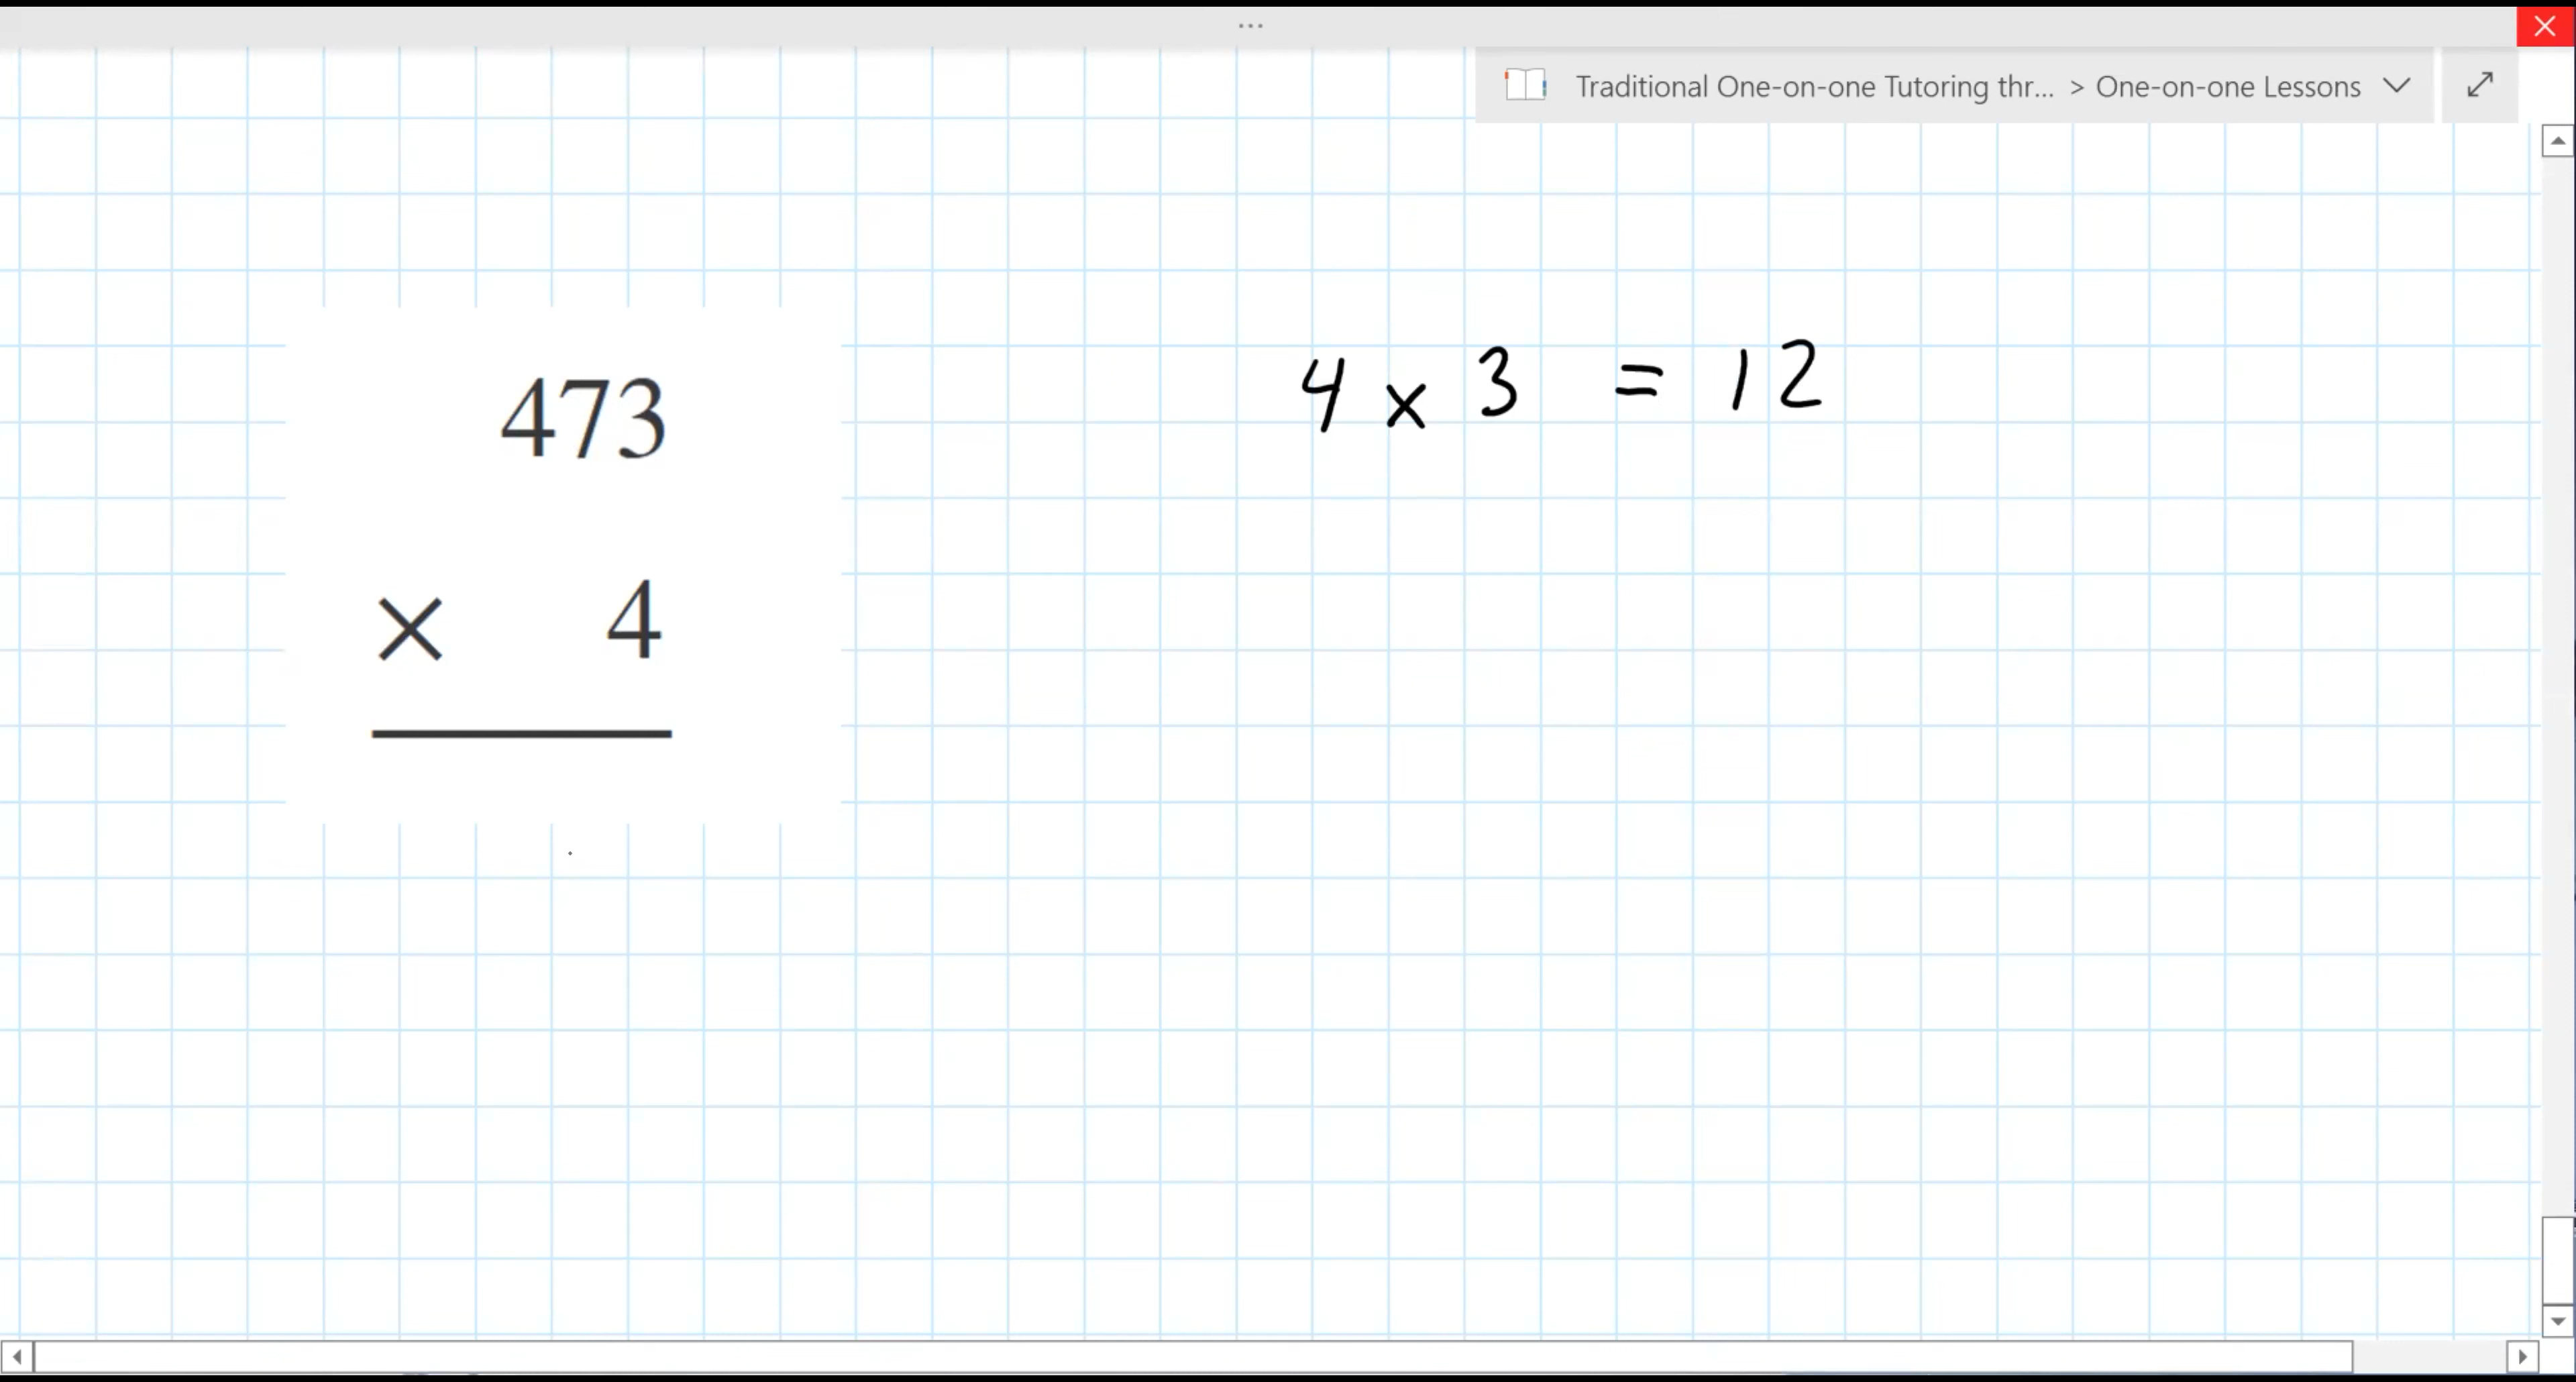 ...
Traditional One-on-one Tutoring thr... > One-on-one Lessons
473
× 4
4 x 3 = 12